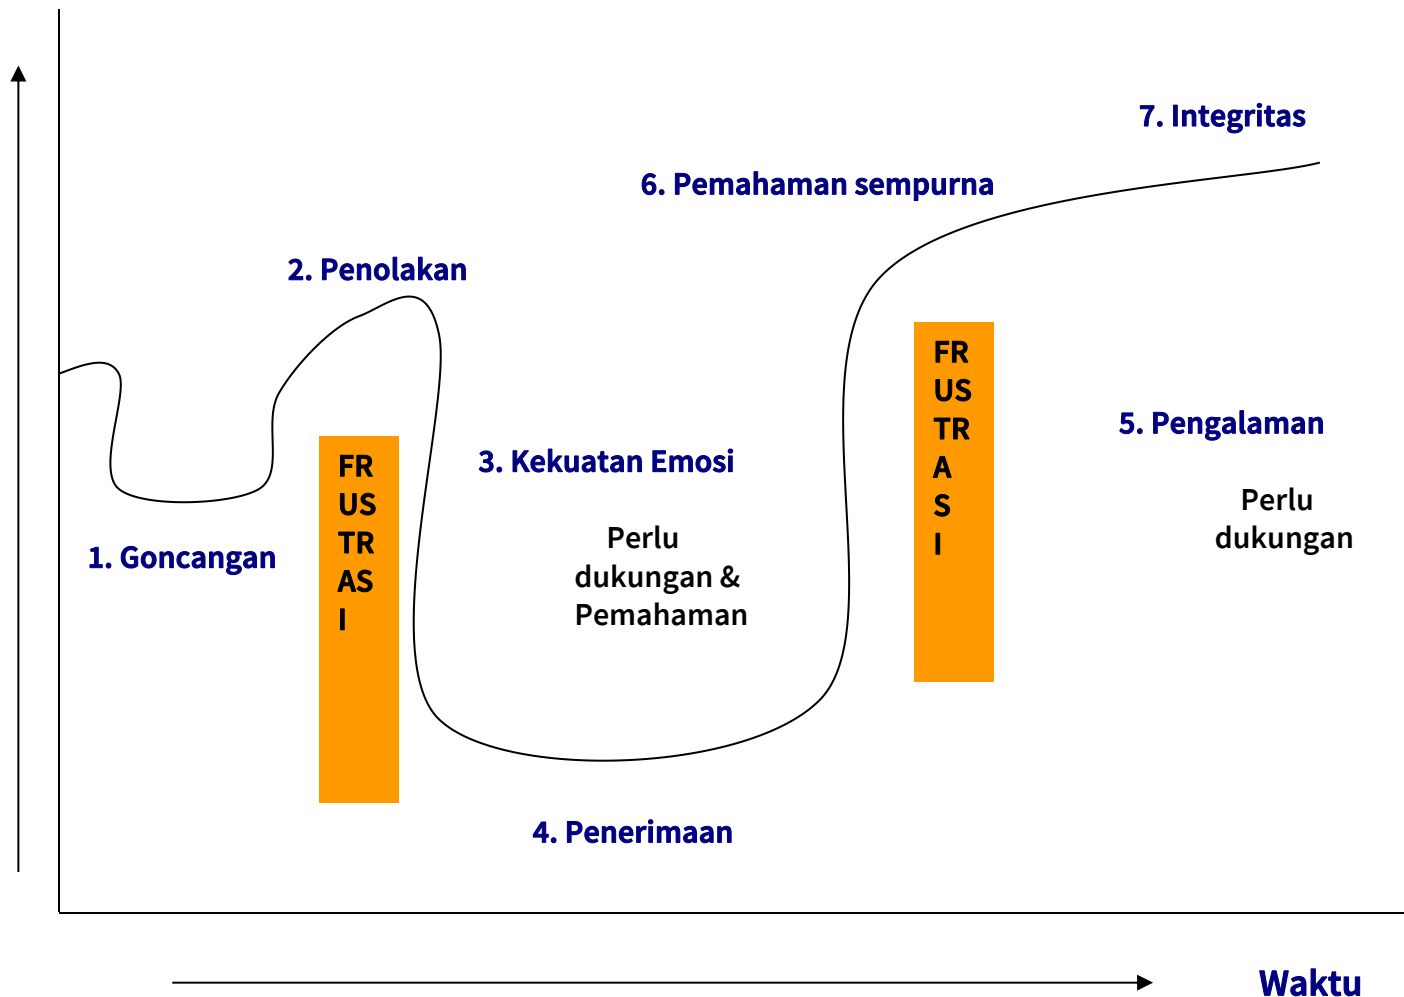 7. Integritas
6. Pemahaman sempurna
2. Penolakan
FR
US
TR
A
S
I
5. Pengalaman
Perlu
dukungan
FR
US
TR
AS
I
3. Kekuatan Emosi
Perlu
dukungan &
Pemahaman
1. Goncangan
4. Penerimaan
Waktu